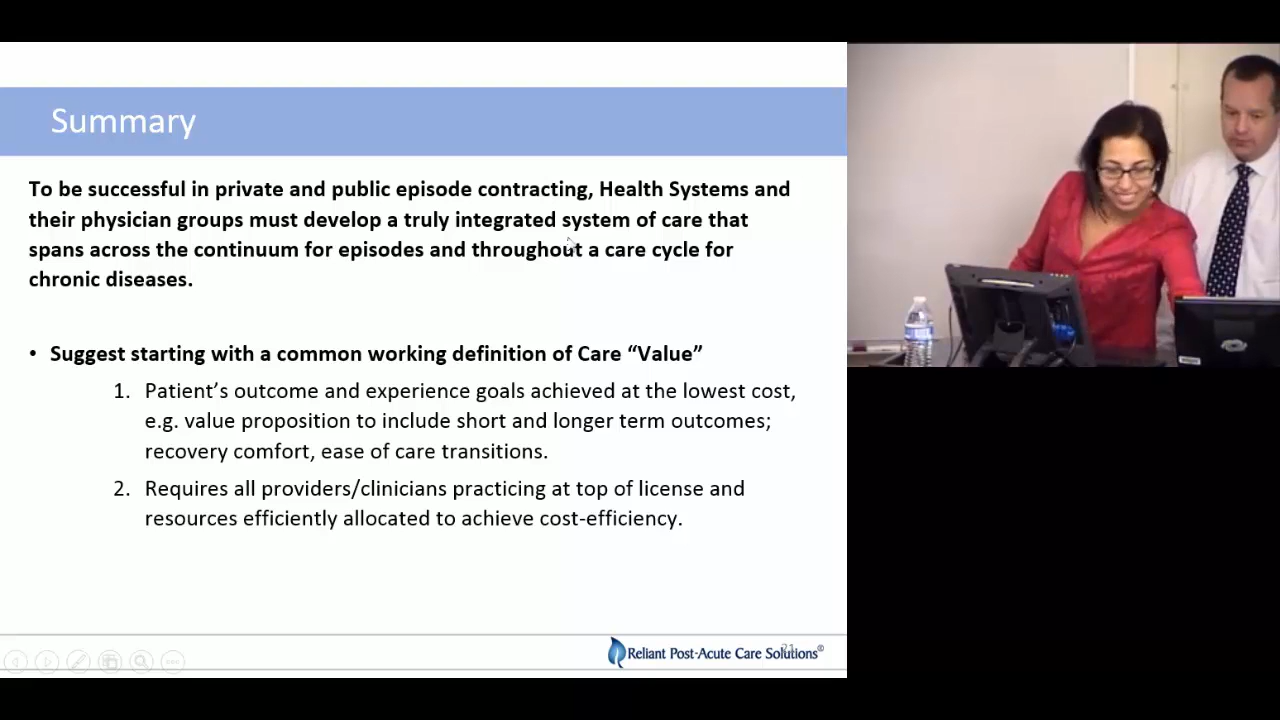 Summary
To be successful in private and public episode contracting, Health Systems and
their physician groups must develop a truly integrated system of care that
spans across the continuum for episodes and throughout a care cycle for
chronic diseases.
• Suggest starting with a common working definition of Care “Value”
1. Patient’s outcome and experience goals achieved at the lowest cost,
e.g. value proposition to include short and longer term outcomes;
recovery comfort, ease of care transitions.
2. Requires all providers/clinicians practicing at top of license and
resources efficiently allocated to achieve cost-efficiency.
Reliant Post-Acute Care Solutions®
21